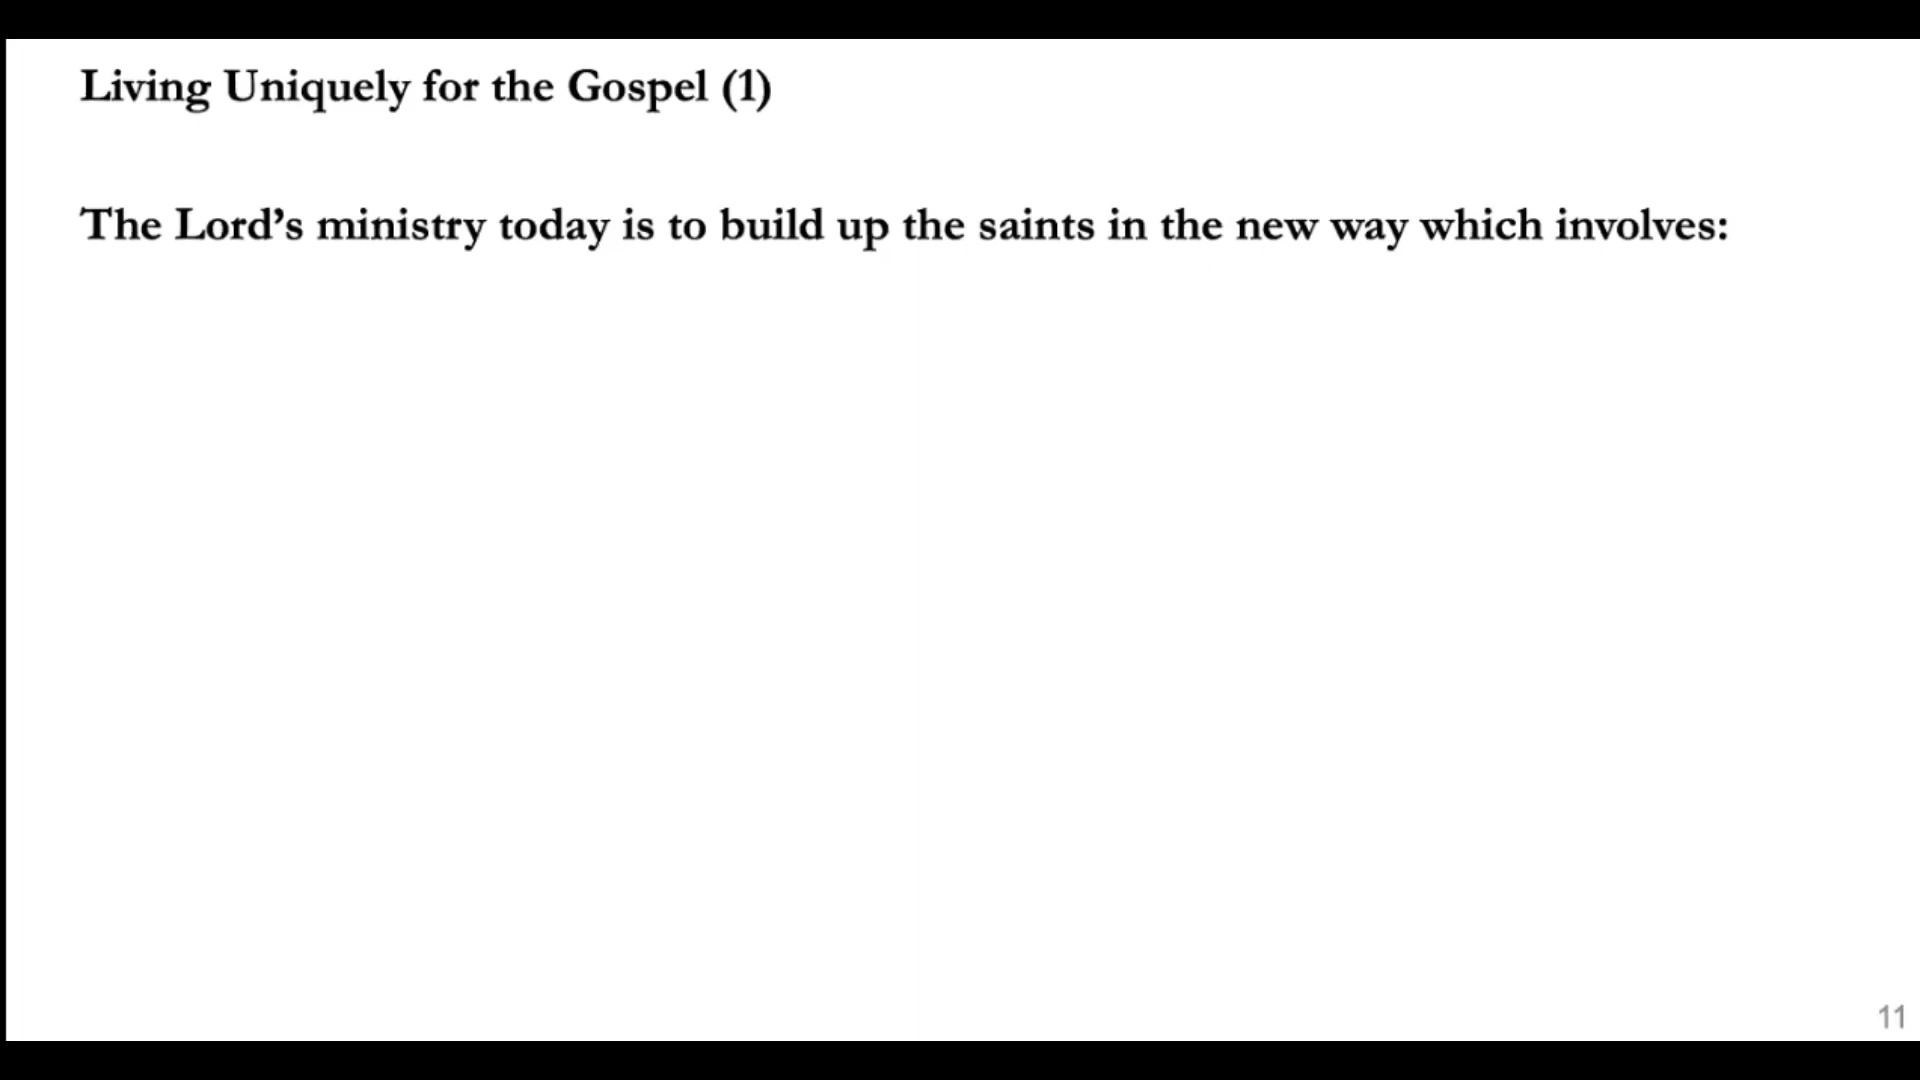 Living Uniquely for the Gospel (1)
The Lord’s ministry today is to build up the saints in the new way which involves:
11